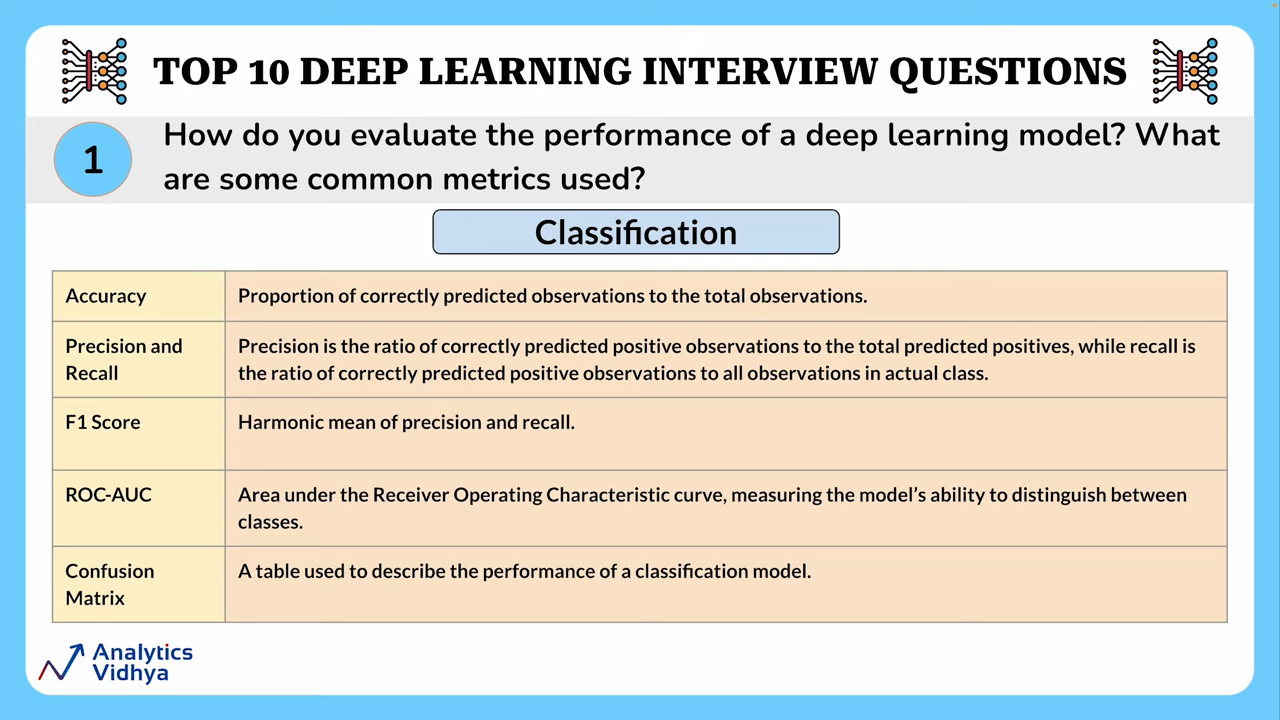 TOP 10 DEEP LEARNING INTERVIEW QUESTIONS
1
How do you evaluate the performance of a deep learning model? What
are some common metrics used?
Classification
Accuracy
Proportion of correctly predicted observations to the total observations.
Precision and
Recall
Precision is the ratio of correctly predicted positive observations to the total predicted positives, while recall is
the ratio of correctly predicted positive observations to all observations in actual class.
F1 Score
Harmonic mean of precision and recall.
ROC-AUC
Area under the Receiver Operating Characteristic curve, measuring the model’s ability to distinguish between
classes.
Confusion
Matrix
A table used to describe the performance of a classification model.
Analytics
Vidhya